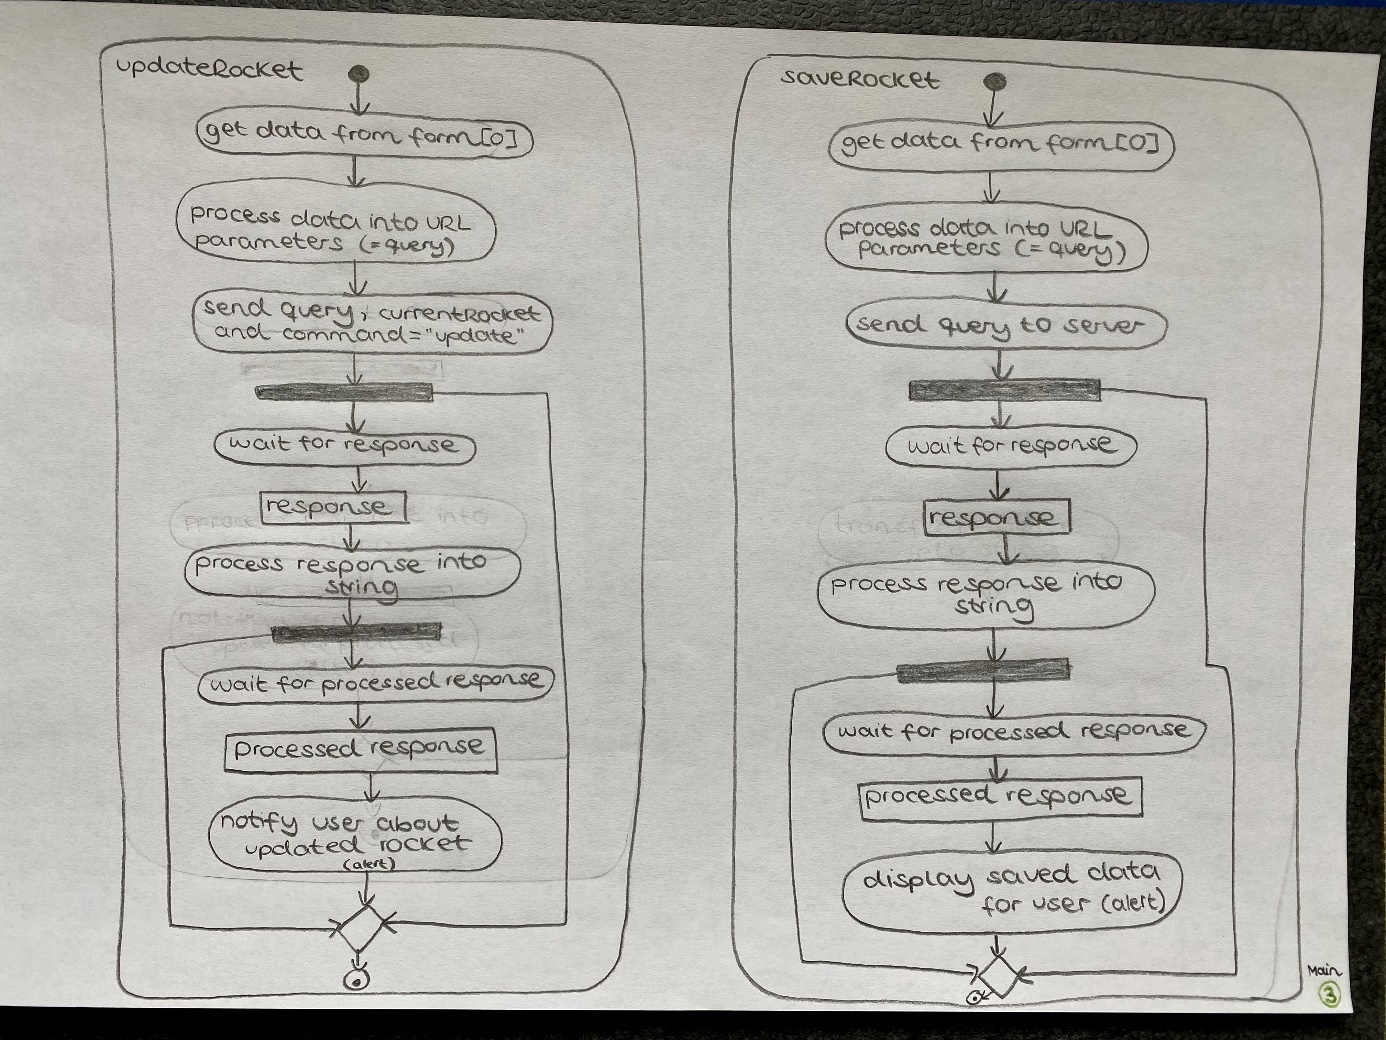 updateRocket
get data from form[0]
process data into URL
parameters (=query)
send query, currentRocket
and command="update"
wait for response
response
process response into
string
wait for processed response
processed response
notify user about
updated rocket
(alert)
saveRocket
get data from form[0]
process data into URL
parameters (=query)
send query to server
wait for response
response
process response into
string
wait for processed response
processed response
display saved data
for user (alert)
Main
3